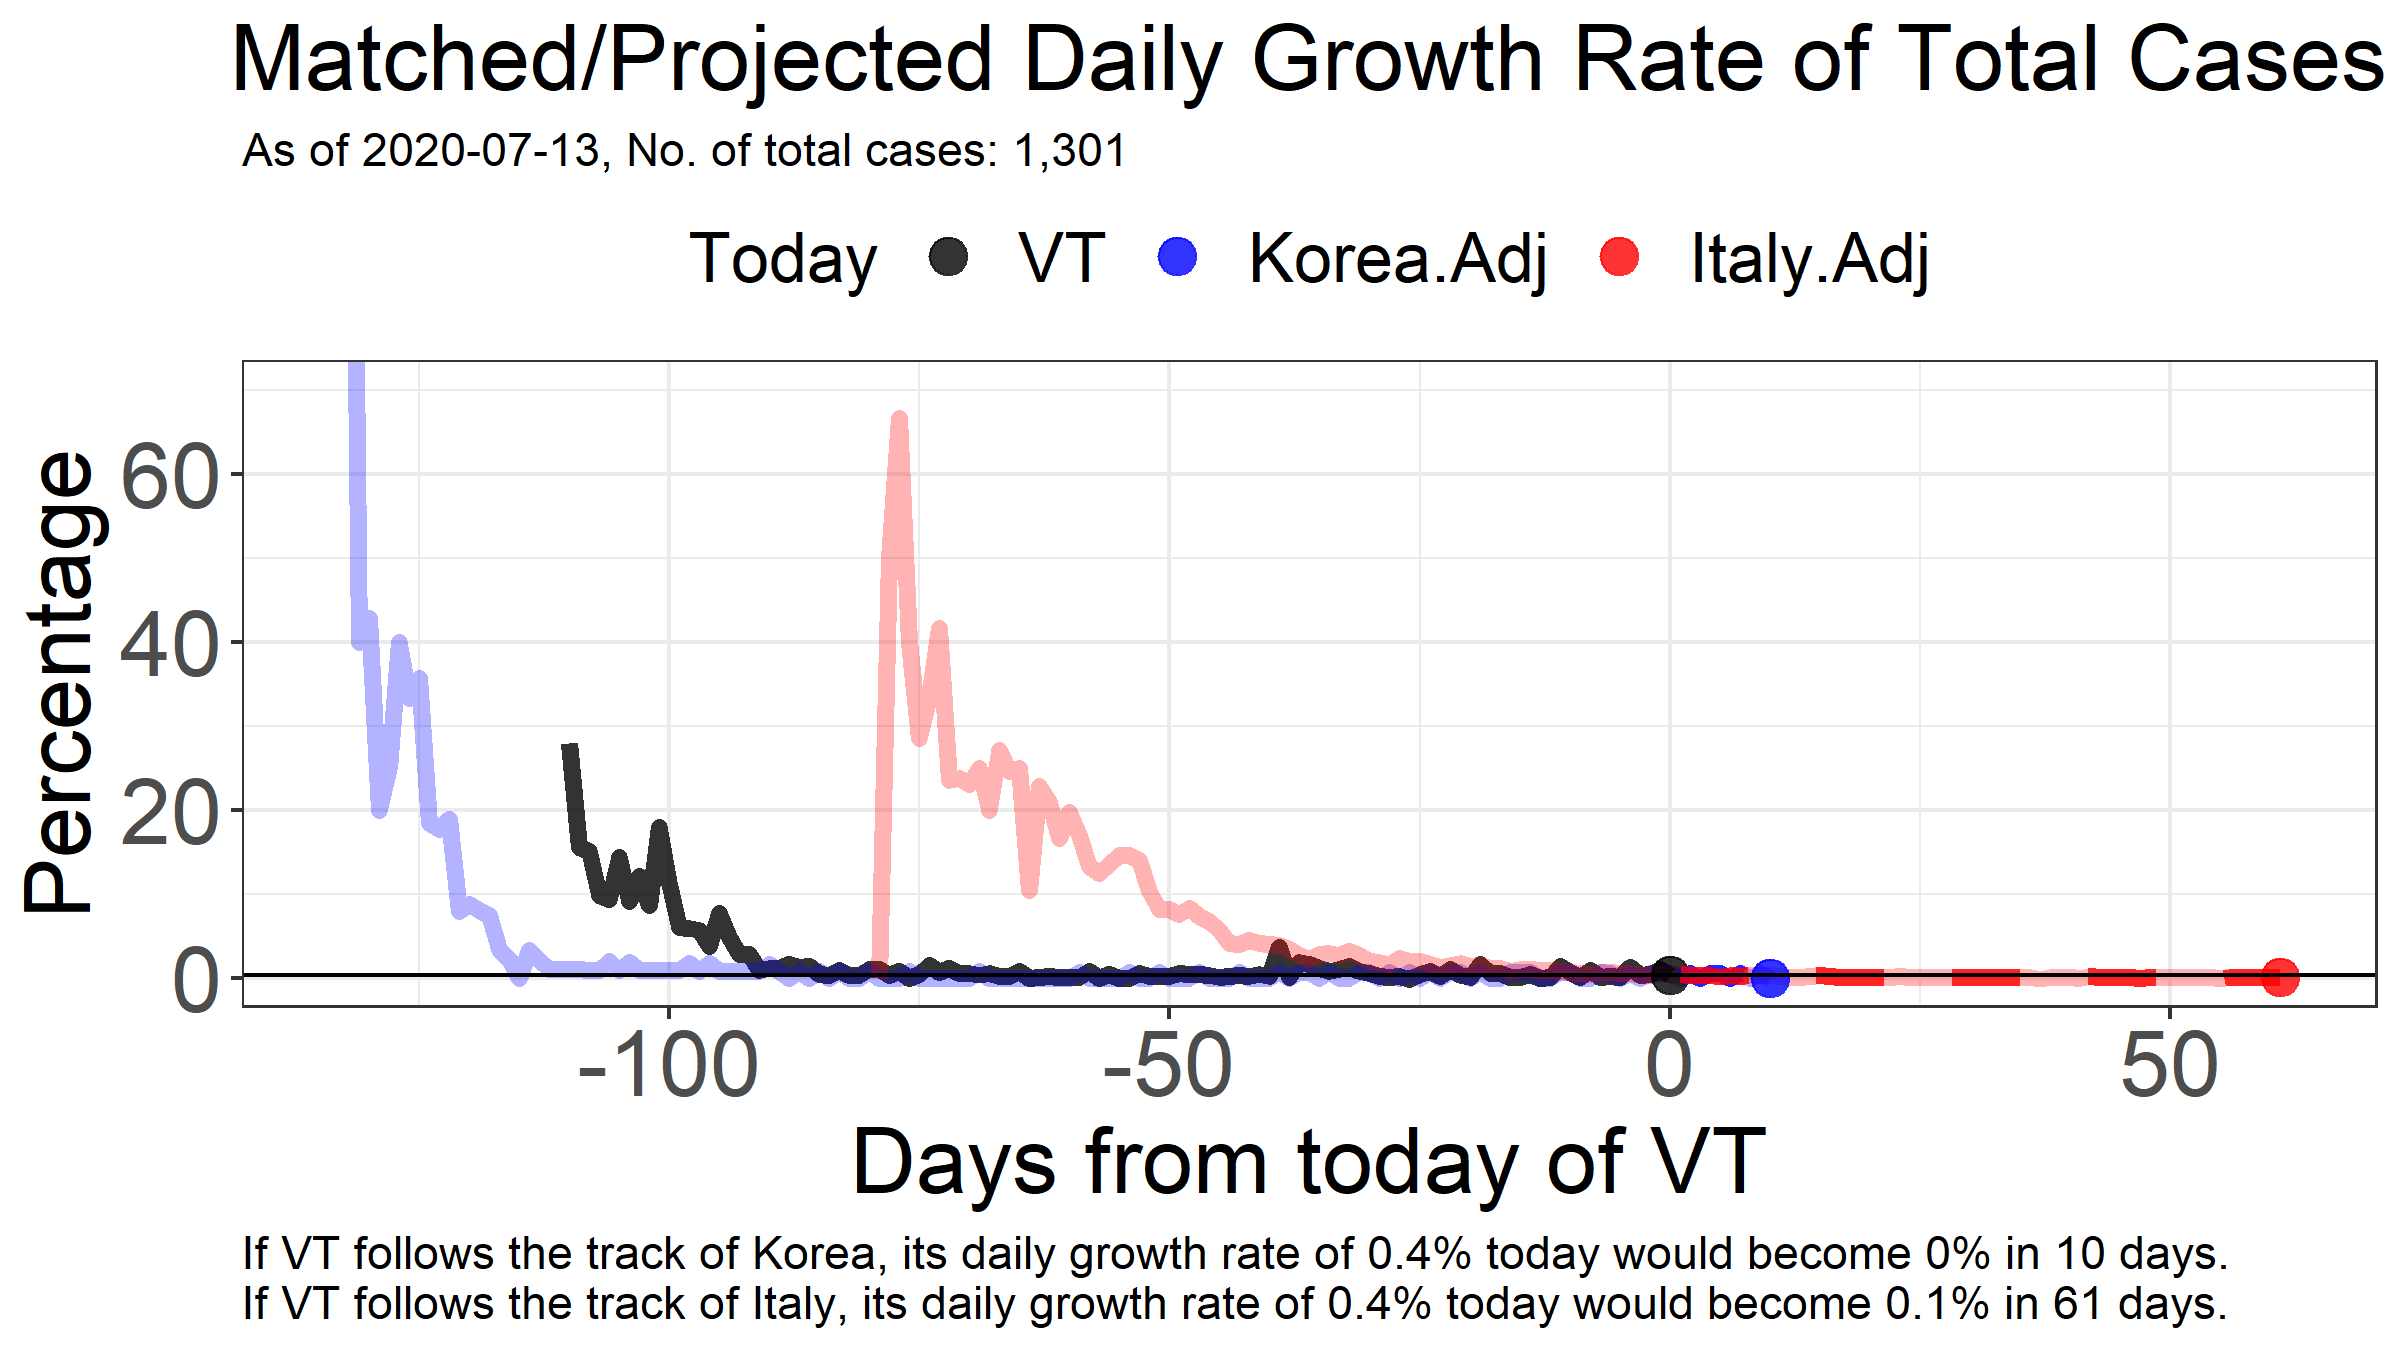 Matched/Projected Daily Growth Rate of Total Cases
As of 2020-07-13, No. of total cases: 1,301
Today VT Korea.Adj Italy.Adj
Percentage
60
40
20
0
-100 -50 0 50
Days from today of VT
If VT follows the track of Korea, its daily growth rate of 0.4% today would become 0% in 10 days.
If VT follows the track of Italy, its daily growth rate of 0.4% today would become 0.1% in 61 days.